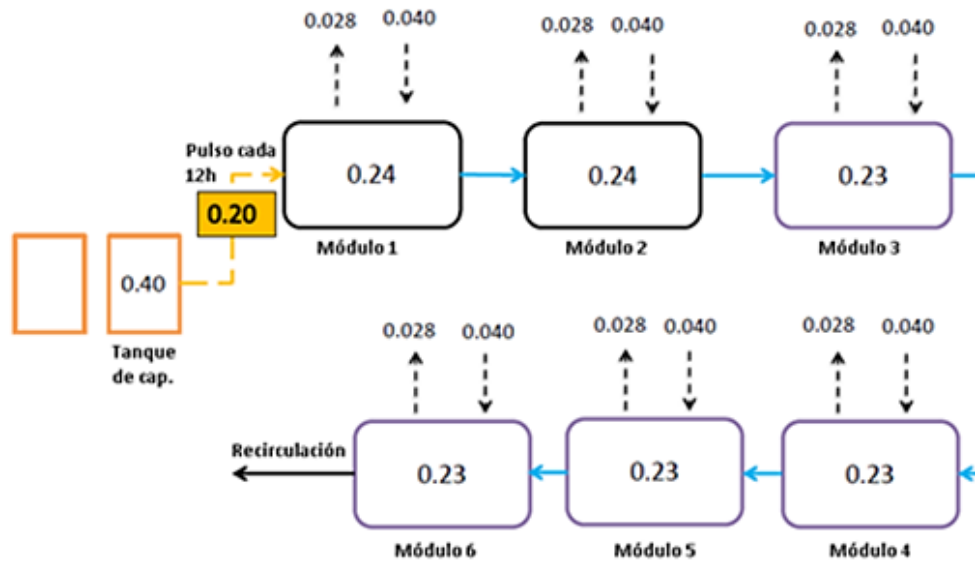 0.028 0.040
0.028 0.040
0.028 0.040
Pulso cada
12h
0.20
0.24
0.24
0.23
Módulo 1
Módulo 2
Módulo 3
0.40
Tanque
de cap.
0.028 0.040
0.028 0.040
0.028 0.040
Recirculación
0.23
0.23
0.23
Módulo 6
Módulo 5
Módulo 4